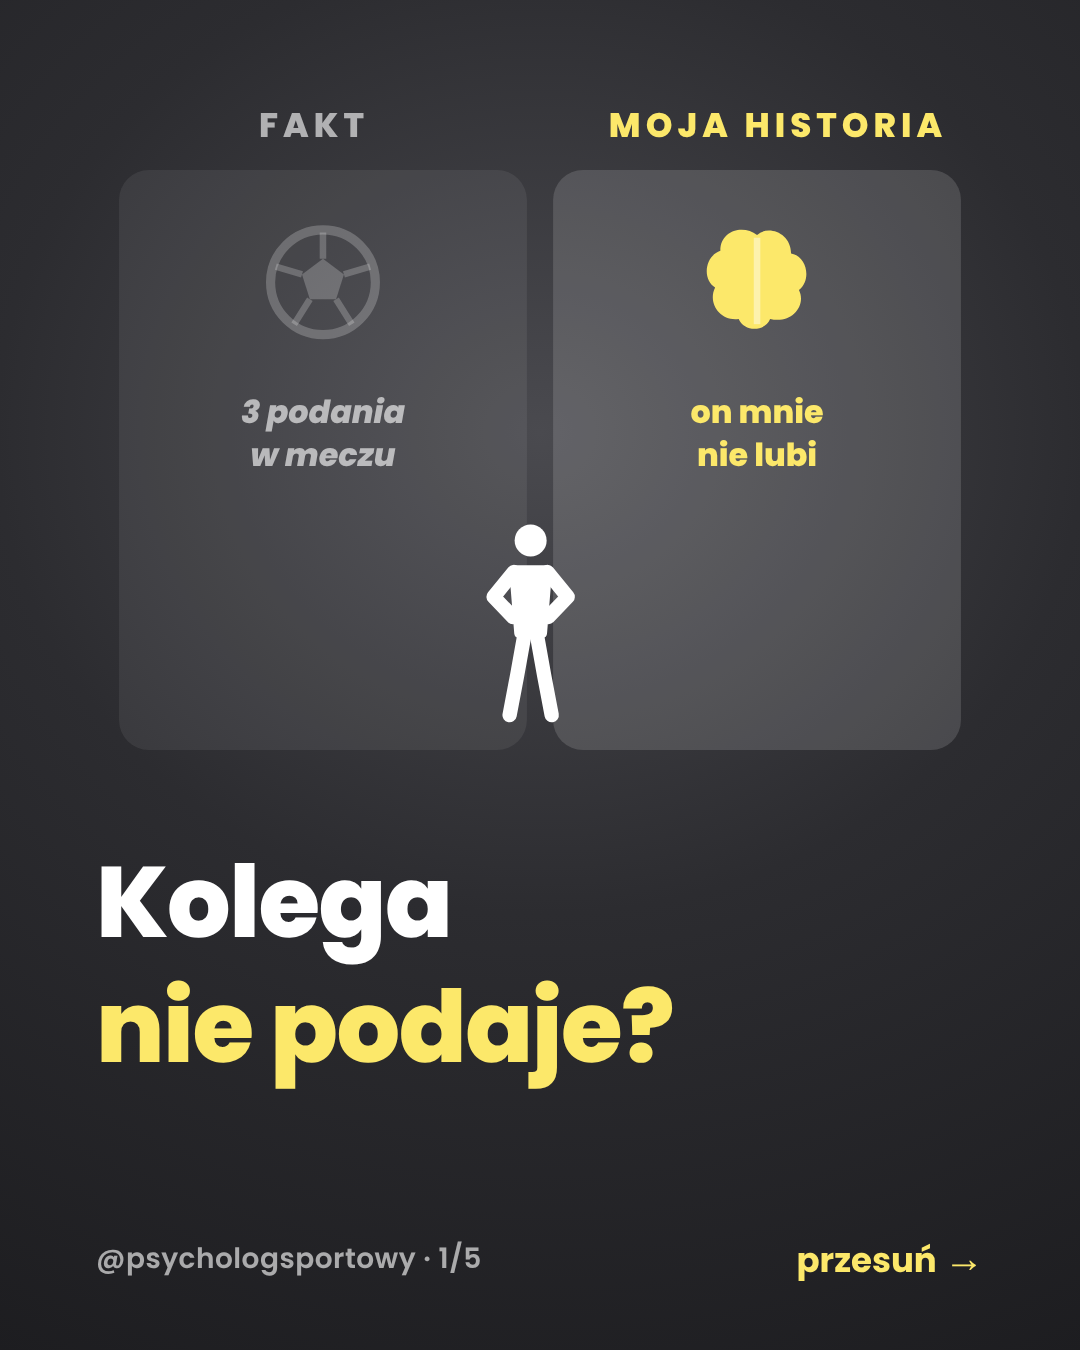 FAKT
MOJA HISTORIA
3 podania
w meczu
on mnie
nie lubi
Kolega
nie podaje?
@psychologsportowy · 1/5
przesuń →